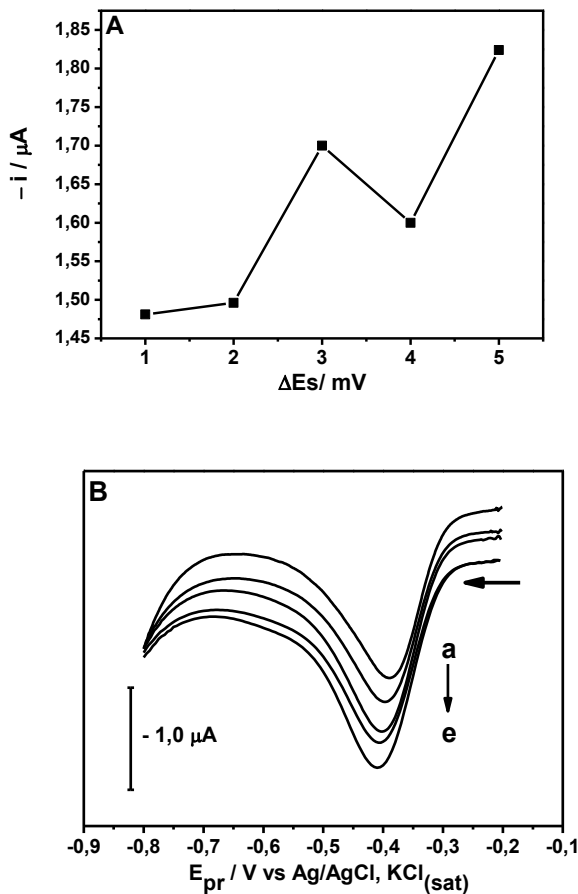 A
1,85
1,80
1,75
1,70
1,65
1,60
1,55
1,50
1,45
– i / μA
1 2 3 4 5
ΔEs/ mV
B
a
e
- 1,0 μA
-0,9 -0,8 -0,7 -0,6 -0,5 -0,4 -0,3 -0,2 -0,1
Epr / V vs Ag/AgCl, KCl(sat)